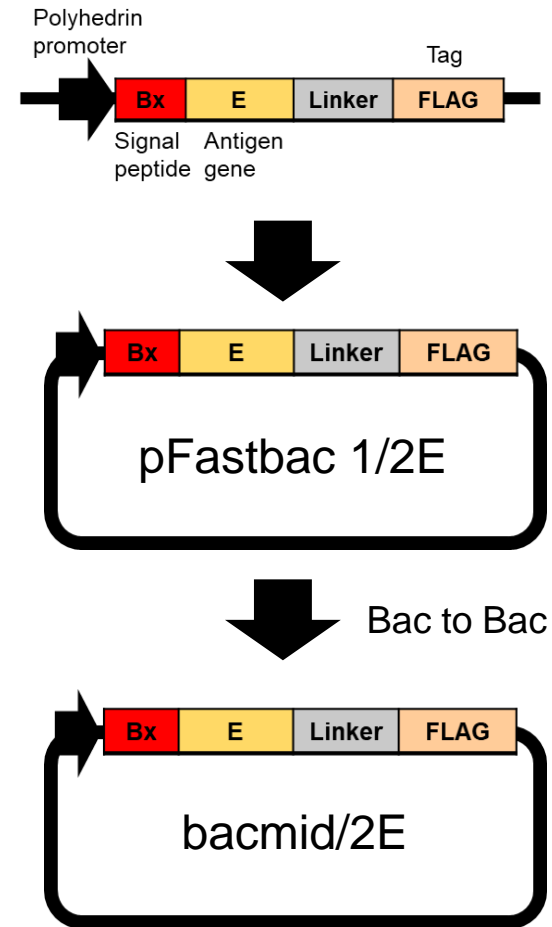 Polyhedrin
promoter
Tag
Bx E Linker FLAG
Signal Antigen
peptide gene
Bx E Linker FLAG
pFastbac 1/2E
Bac to Bac
Bx E Linker FLAG
bacmid/2E